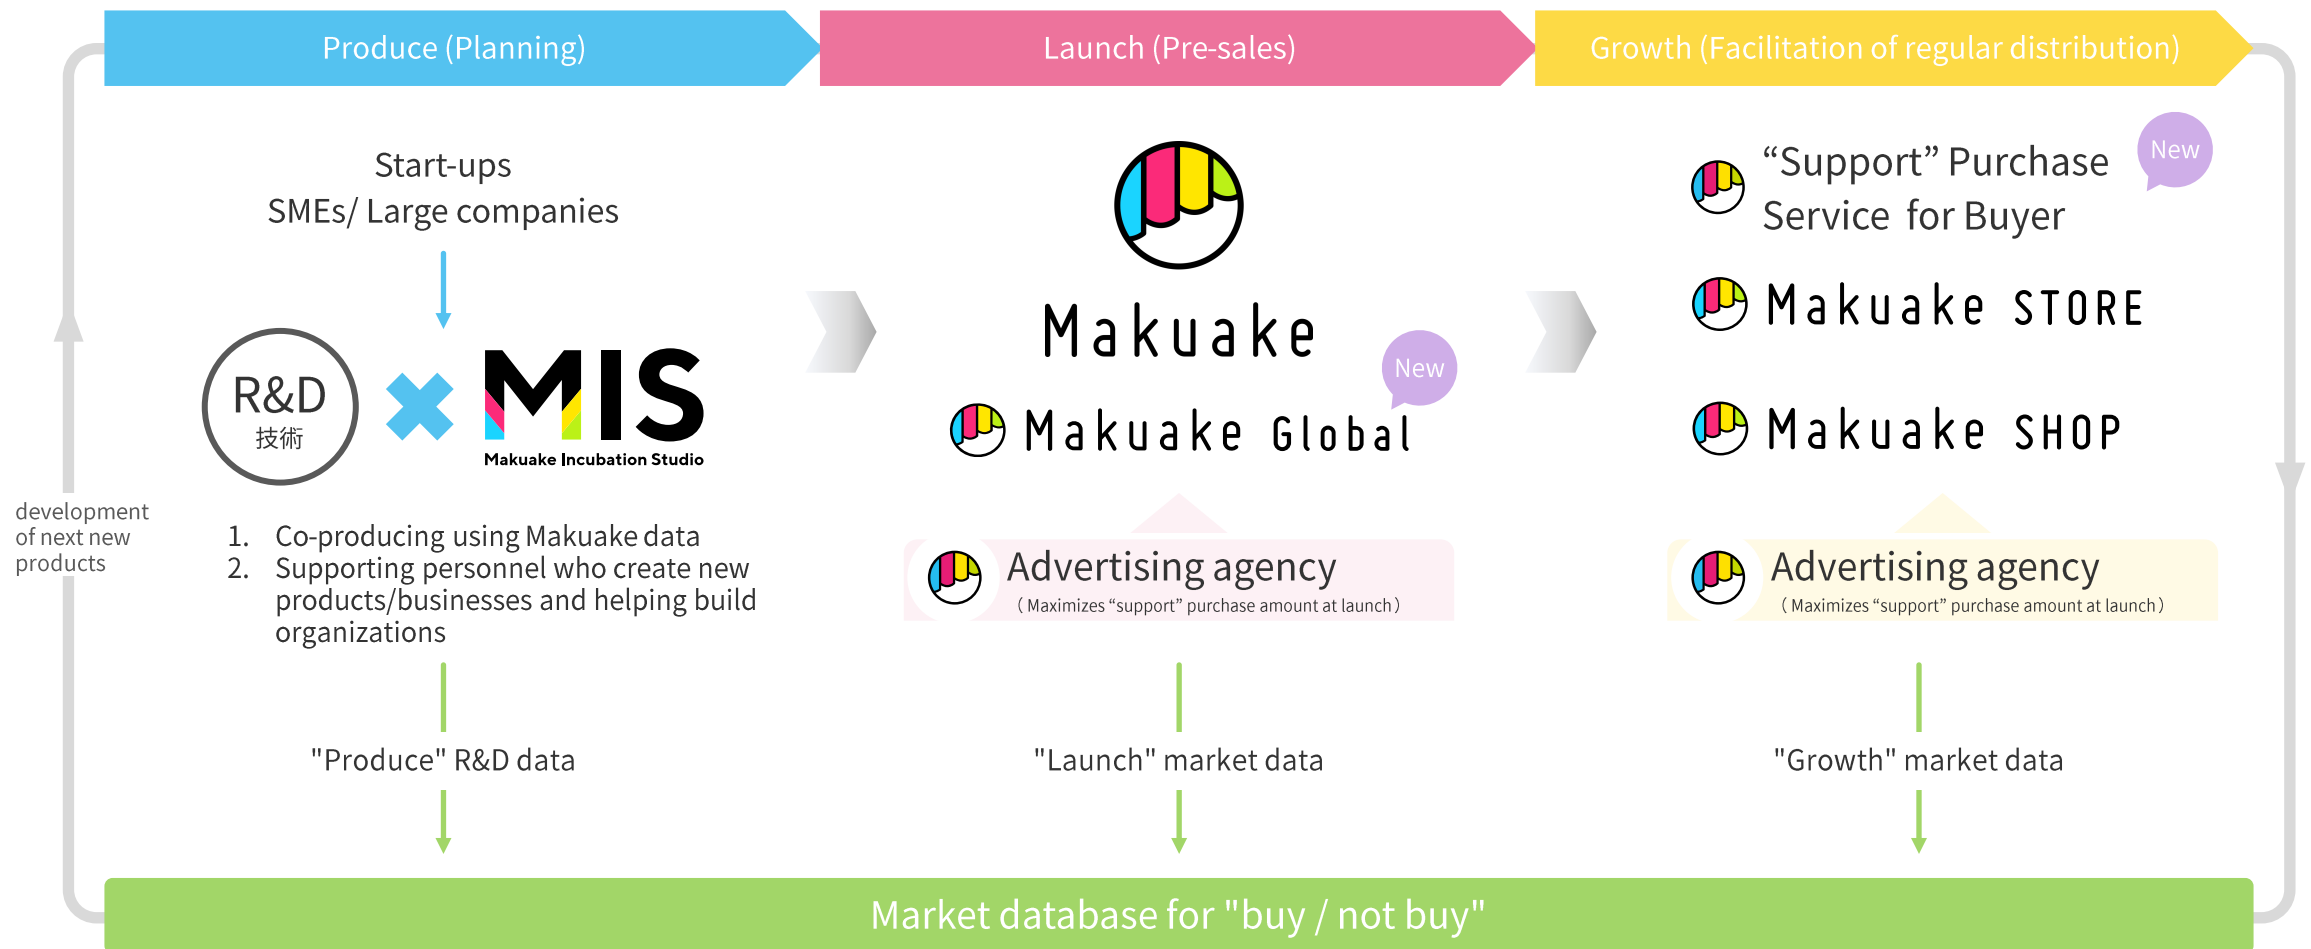 Produce (Planning)
Launch (Pre-sales)
Growth (Facilitation of regular distribution)
Start-ups
SMEs/ Large companies
R&D
技術
MIS
Makuake Incubation Studio
1. Co-producing using Makuake data
2. Supporting personnel who create new
products/businesses and helping build
organizations
"Produce" R&D data
Makuake
New
Makuake Global
Advertising agency
（Maximizes “support” purchase amount at launch）
"Launch" market data
“Support” Purchase
Service for Buyer
New
Makuake STORE
Makuake SHOP
Advertising agency
（Maximizes “support” purchase amount at launch）
"Growth" market data
development
of next new
products
Market database for "buy / not buy"